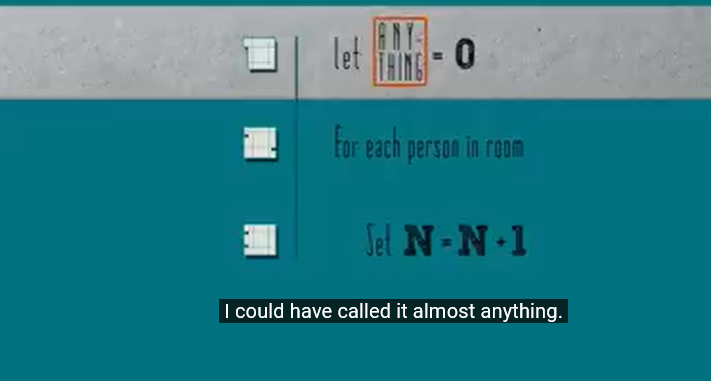 let ANY-
THING = 0
For each person in room
Set N = N + 1
I could have called it almost anything.